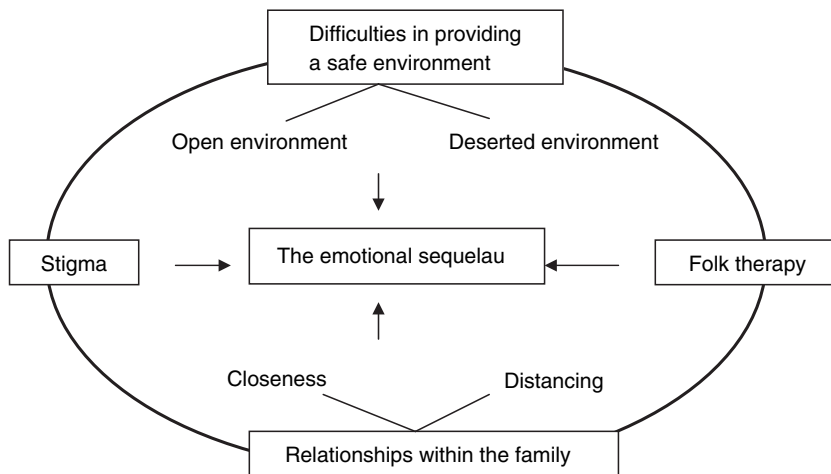 Difficulties in providing
a safe environment
Open environment
Deserted environment
The emotional sequelau
Stigma
Folk therapy
Closeness
Distancing
Relationships within the family